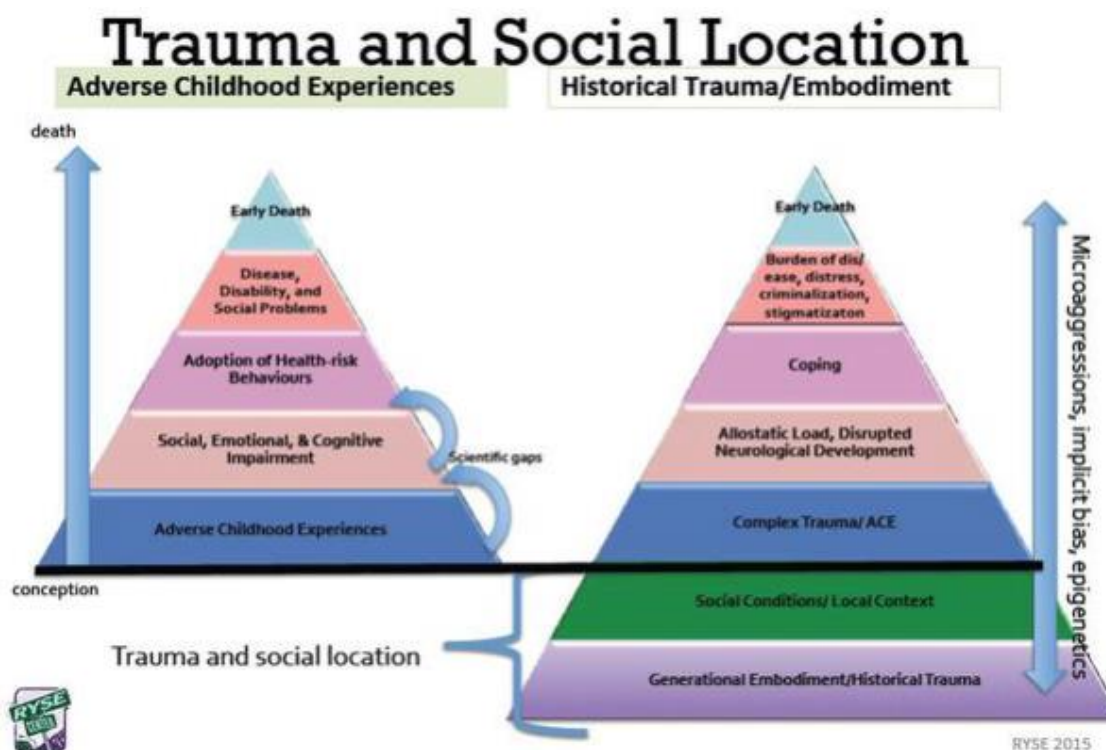 Trauma and Social Location
Adverse Childhood Experiences
Historical Trauma/Embodiment
death
Early Death
Disease,
Disability, and
Social Problems
Adoption of Health-risk
Behaviours
Social, Emotional, & Cognitive
Impairment
Scientific gaps
Adverse Childhood Experiences
conception
Early Death
Burden of dis/
ease, distress,
criminalization,
stigmatizaton
Coping
Allostatic Load, Disrupted
Neurological Development
Complex Trauma/ ACE
Social Conditions/ Local Context
Generational Embodiment/Historical Trauma
Microaggressions, implicit bias, epigenetics
Trauma and social location
RYSE
CENTER
RYSE 2015